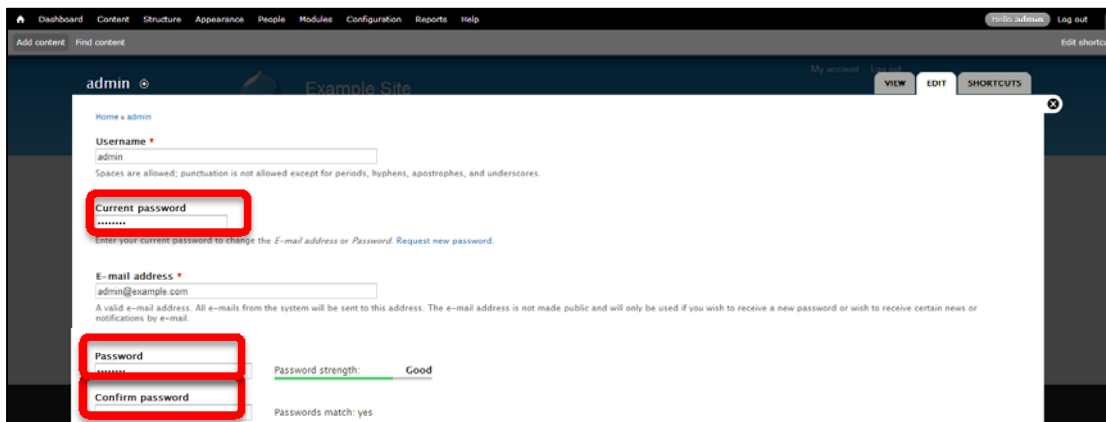 Dashboard Content Structure Appearance People Modules Configuration Reports Help Hello admin Log out
Add content Find content Edit shortcu
My account Log out
admin Example Site VIEW EDIT SHORTCUTS
Home » admin
Username *
admin
Spaces are allowed; punctuation is not allowed except for periods, hyphens, apostrophes, and underscores.
Current password
••••••••
Enter your current password to change the E-mail address or Password. Request new password.
E-mail address *
admin@example.com
A valid e-mail address. All e-mails from the system will be sent to this address. The e-mail address is not made public and will only be used if you wish to receive a new password or wish to receive certain news or
notifications by e-mail.
Password
••••••••
Password strength: Good
Confirm password
Passwords match: yes